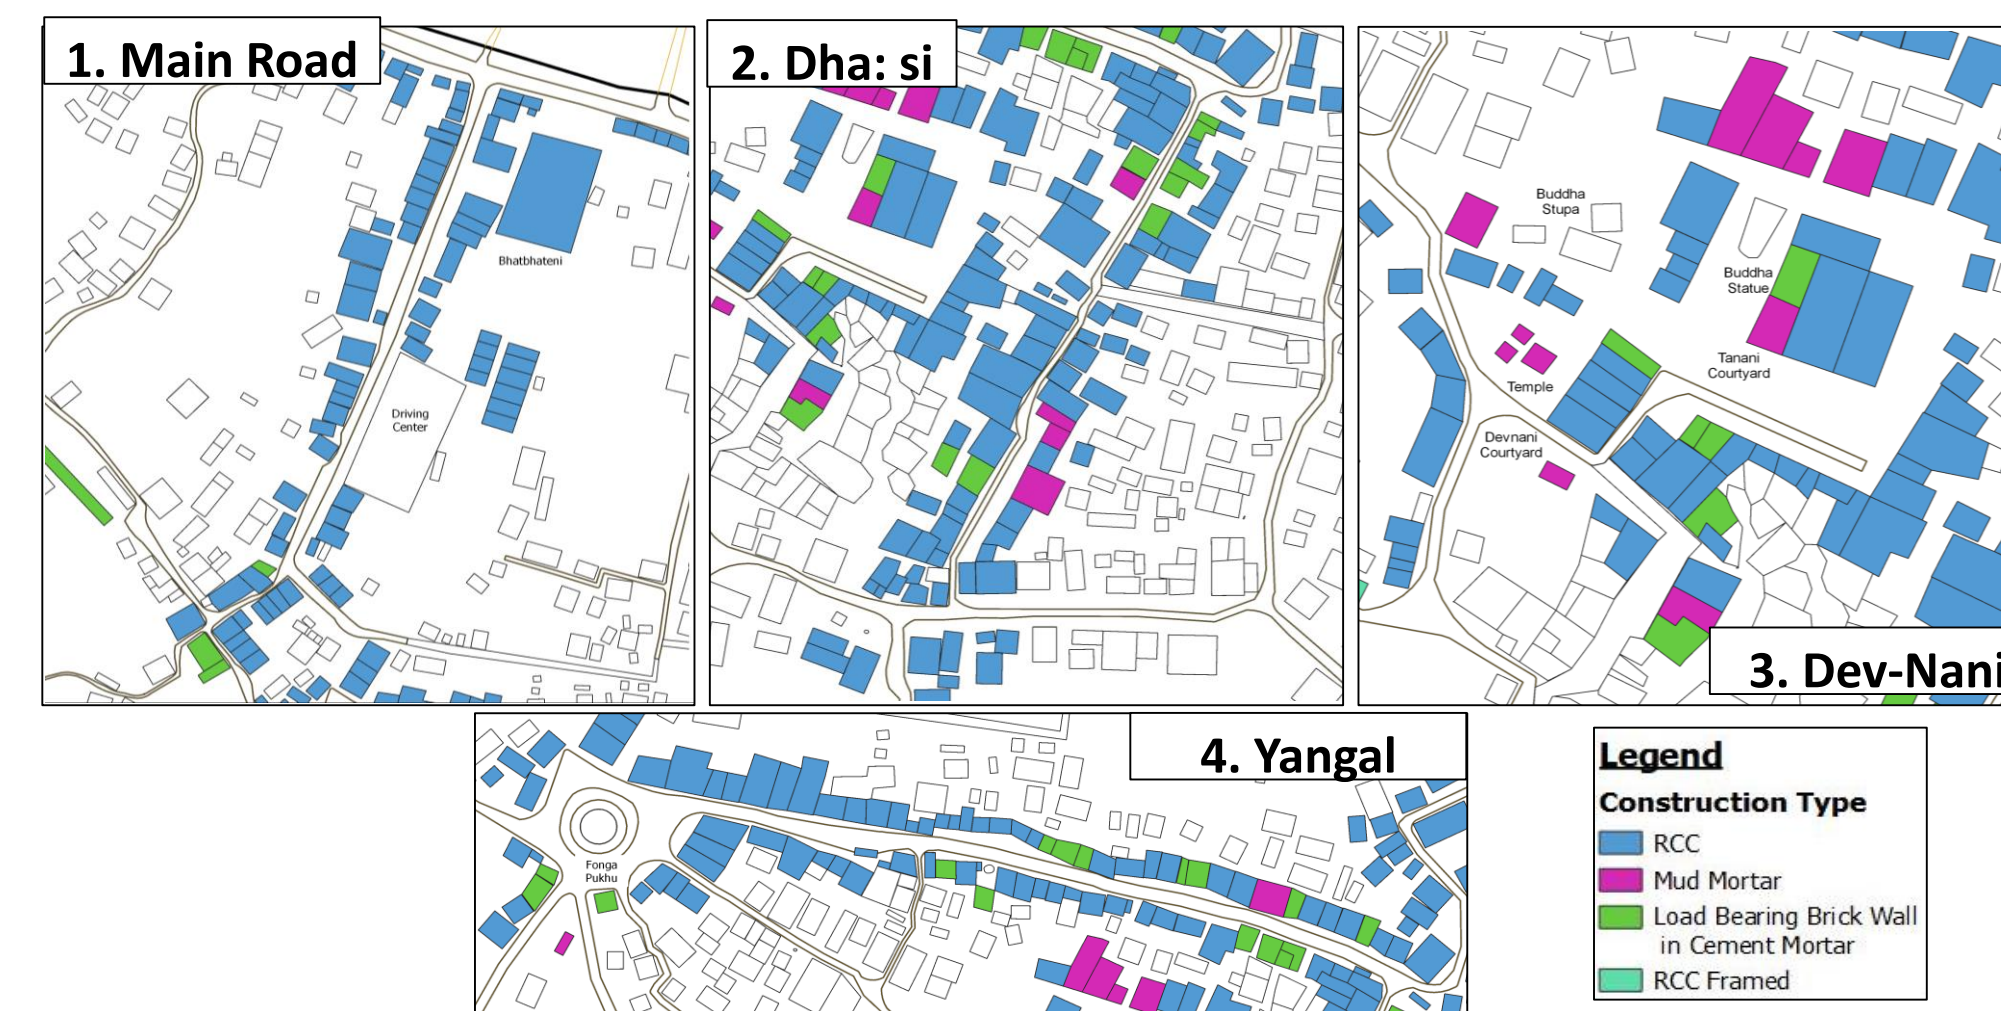 1. Main Road
Bhatbhateni
Driving
Center
2. Dha: si
Buddha
Stupa
Buddha
Statue
Tanani
Courtyard
Temple
Devnani
Courtyard
3. Dev-Nani
4. Yangal
Fonga
Pukhu
Legend
Construction Type
RCC
Mud Mortar
Load Bearing Brick Wall
in Cement Mortar
RCC Framed